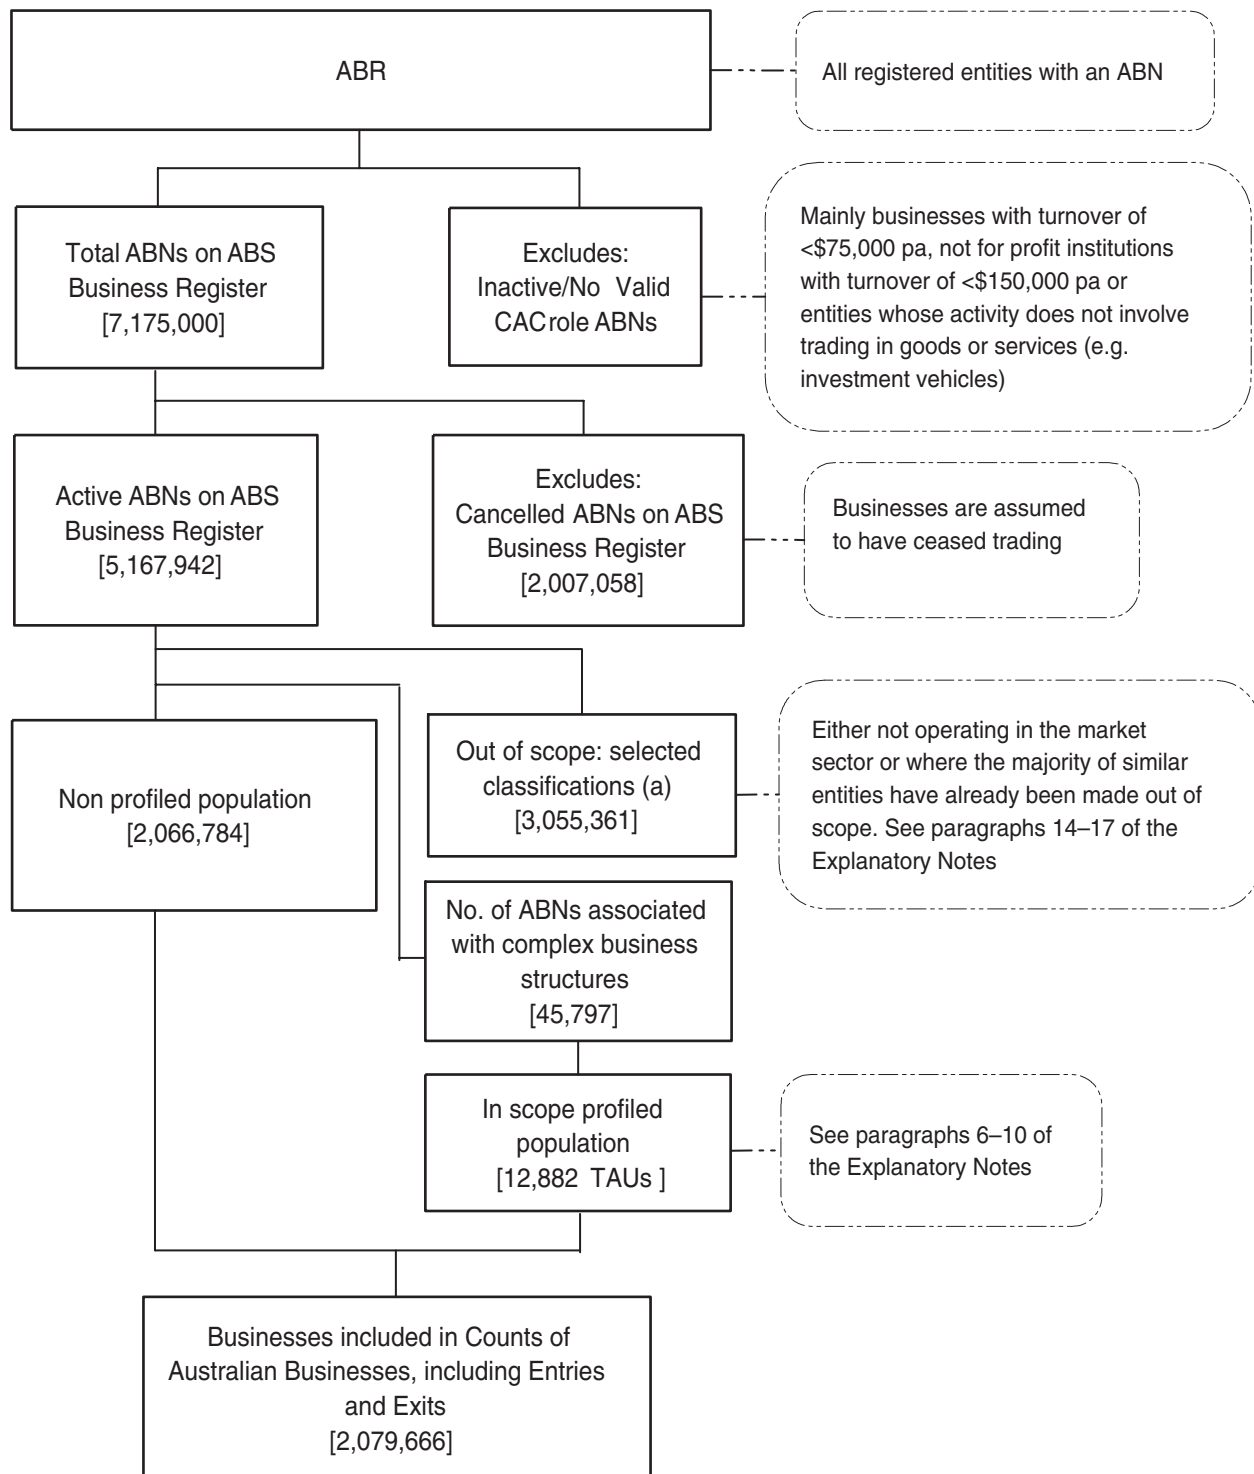 ABR
All registered entities with an ABN
Total ABNs on ABS
Business Register
[7,175,000]
Excludes:
Inactive/No Valid
CAC role ABNs
Mainly businesses with turnover of
<$75,000 pa, not for profit institutions
with turnover of <$150,000 pa or
entities whose activity does not involve
trading in goods or services (e.g.
investment vehicles)
Active ABNs on ABS
Business Register
[5,167,942]
Excludes:
Cancelled ABNs on ABS
Business Register
[2,007,058]
Businesses are assumed
to have ceased trading
Non profiled population
[2,066,784]
Out of scope: selected
classifications (a)
[3,055,361]
Either not operating in the market
sector or where the majority of similar
entities have already been made out of
scope. See paragraphs 14–17 of the
Explanatory Notes
No. of ABNs associated
with complex business
structures
[45,797]
In scope profiled
population
[12,882 TAUs ]
See paragraphs 6–10 of
the Explanatory Notes
Businesses included in Counts of
Australian Businesses, including Entries
and Exits
[2,079,666]